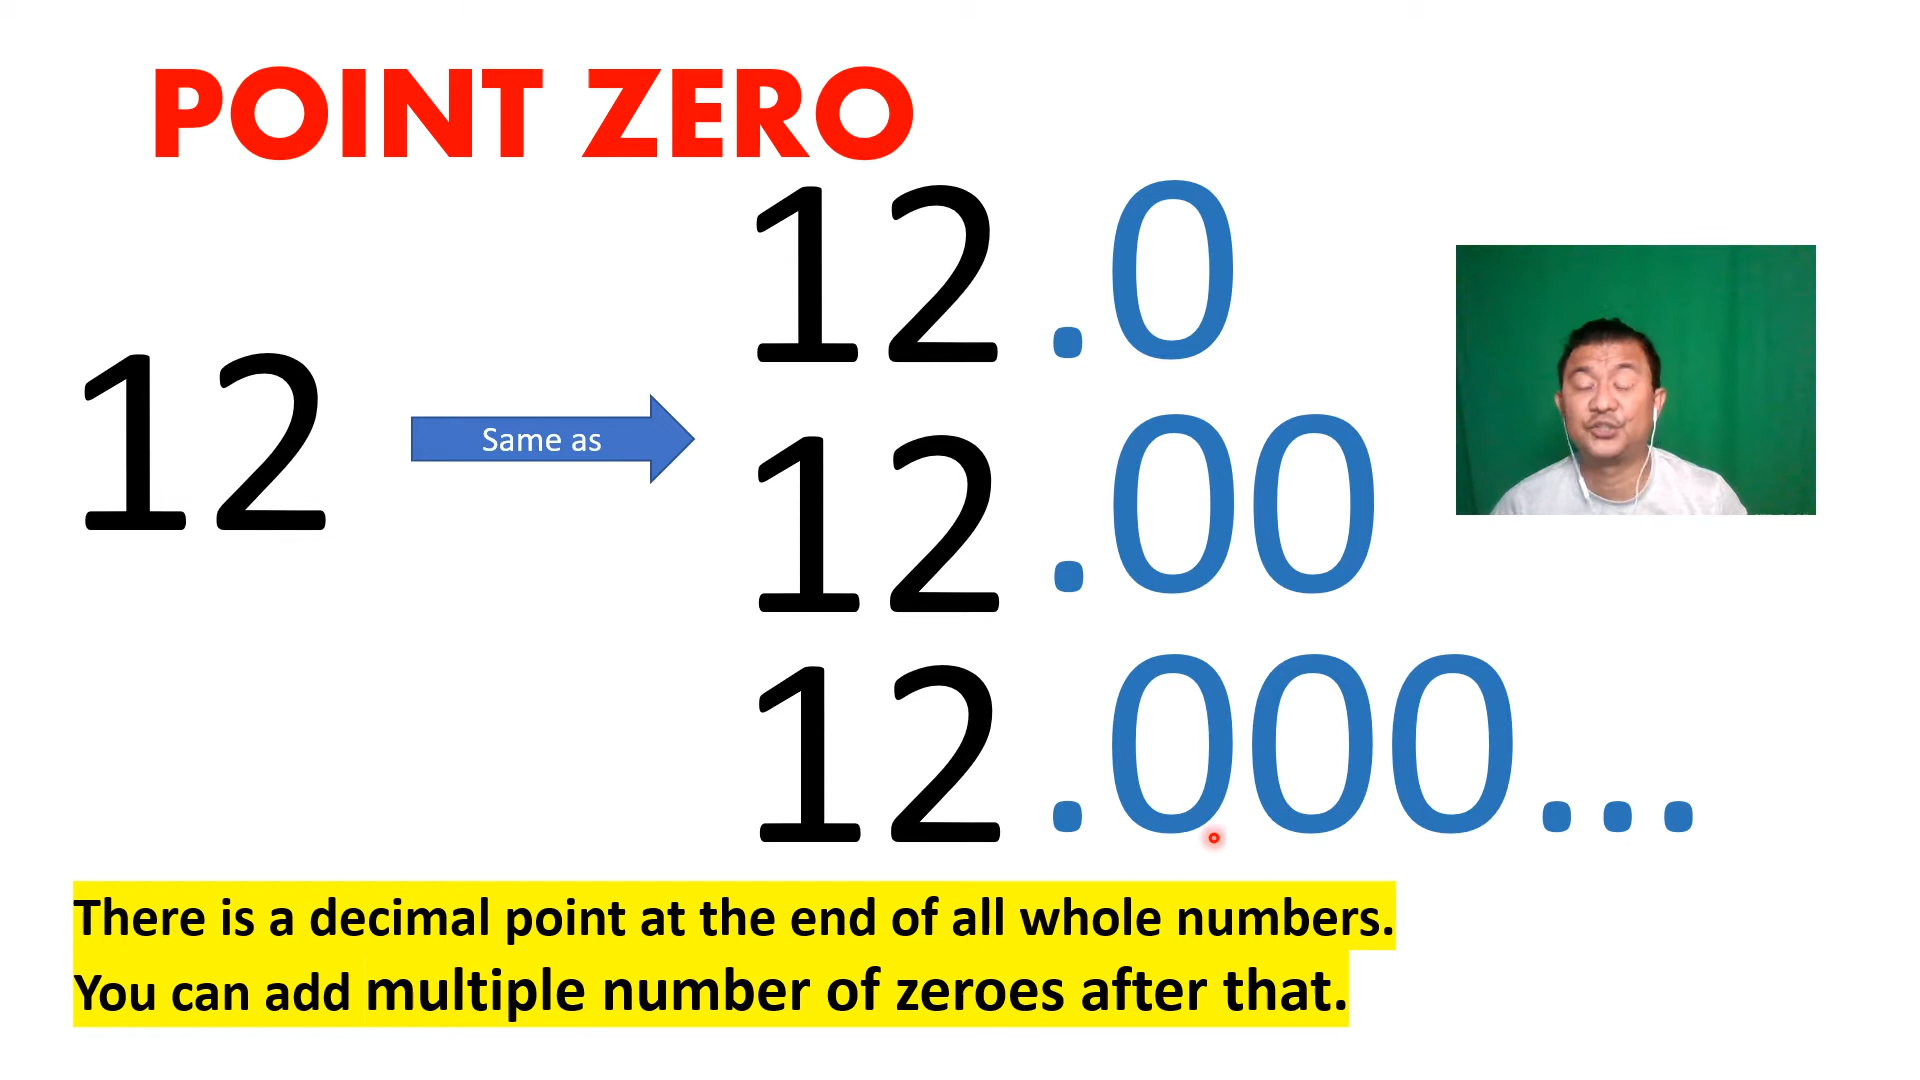 POINT ZERO
12
Same as
12.0
12.00
12.000...
There is a decimal point at the end of all whole numbers.
You can add multiple number of zeroes after that.